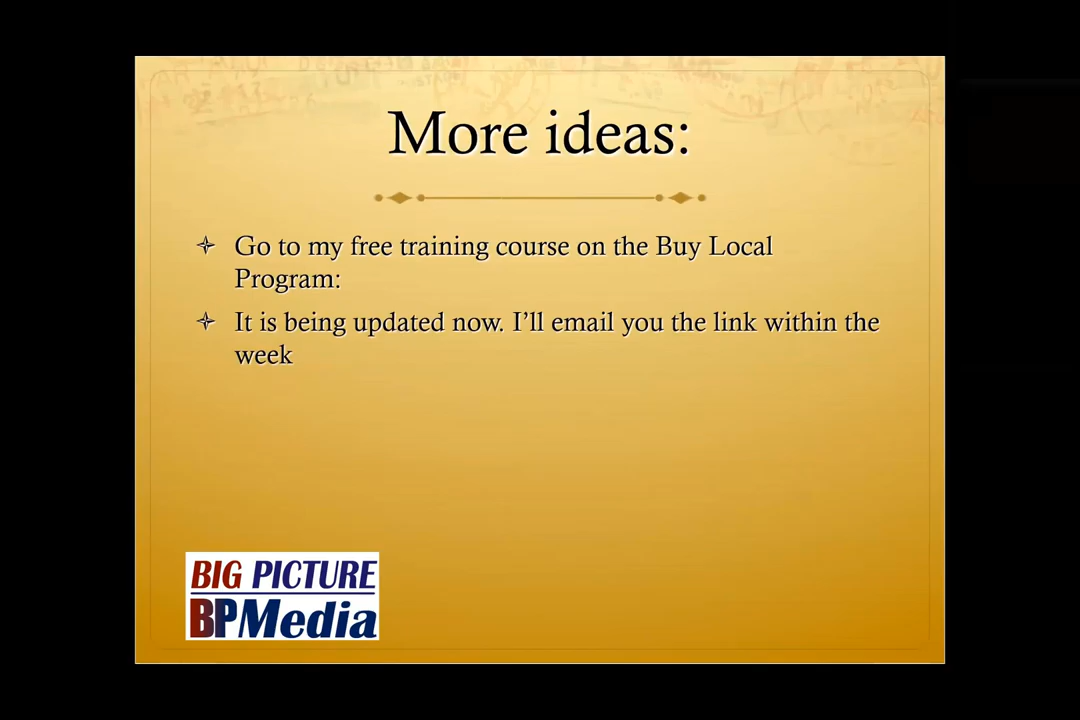 More ideas:
Go to my free training course on the Buy Local
Program:
It is being updated now. I’ll email you the link within the
week
BIG PICTURE
BPMedia